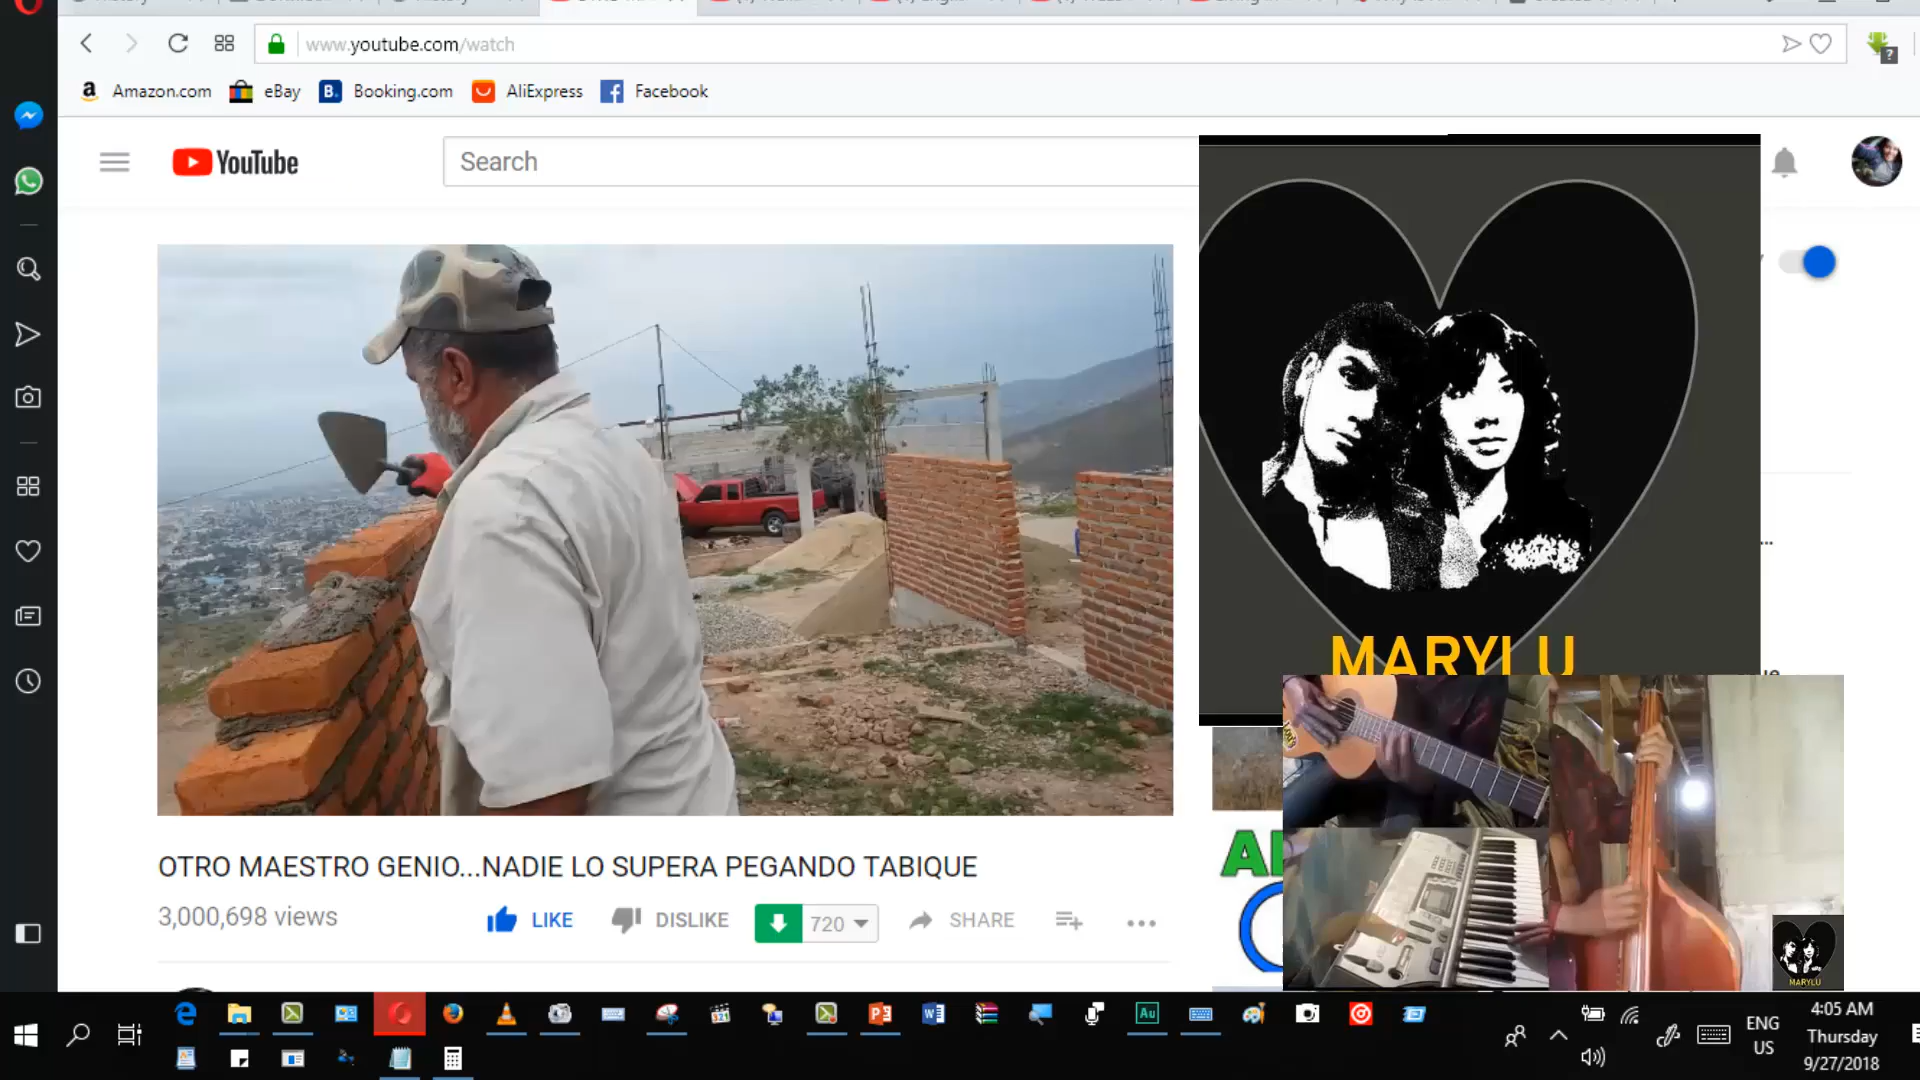 www.youtube.com/watch
Amazon.com
eBay
Booking.com
AliExpress
Facebook
YouTube
Search
MARYLU
OTRO MAESTRO GENIO...NADIE LO SUPERA PEGANDO TABIQUE
3,000,698 views
LIKE
DISLIKE
720
SHARE
MARYLU
ENG
US
4:05 AM
Thursday
9/27/2018